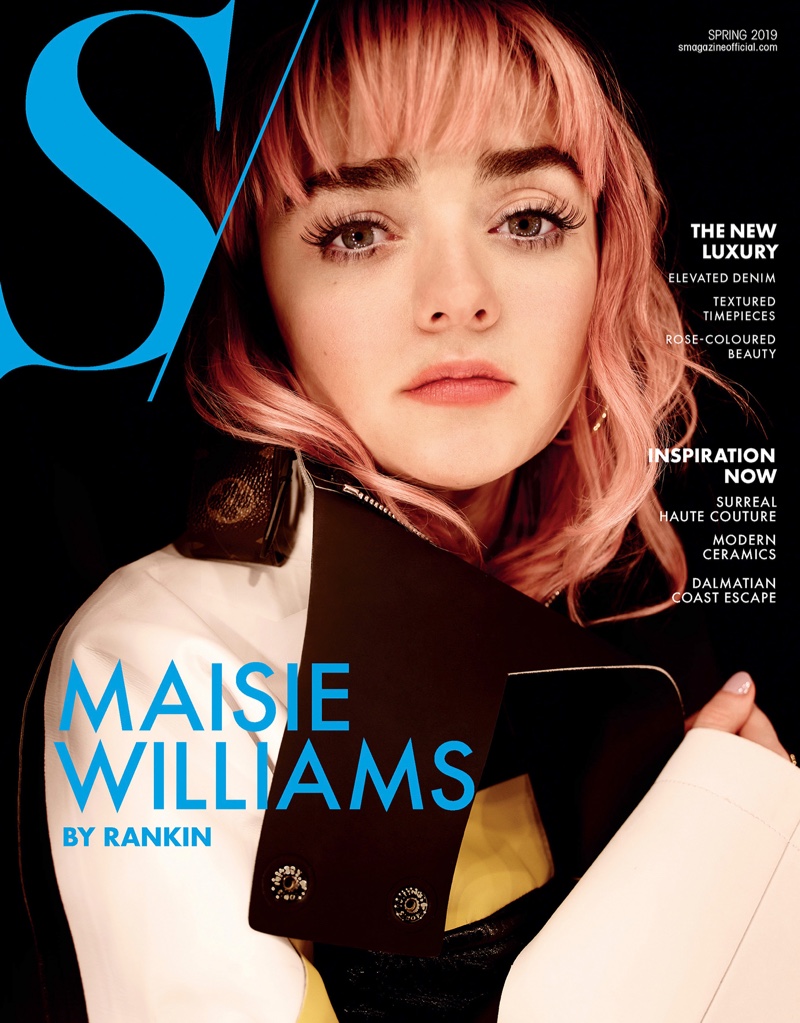 S/
SPRING 2019
smagazineofficial.com
THE NEW
LUXURY
ELEVATED DENIM
TEXTURED
TIMEPIECES
ROSE-COLOURED
BEAUTY
INSPIRATION
NOW
SURREAL
HAUTE COUTURE
MODERN
CERAMICS
DALMATIAN
COAST ESCAPE
MAISIE
WILLIAMS
BY RANKIN